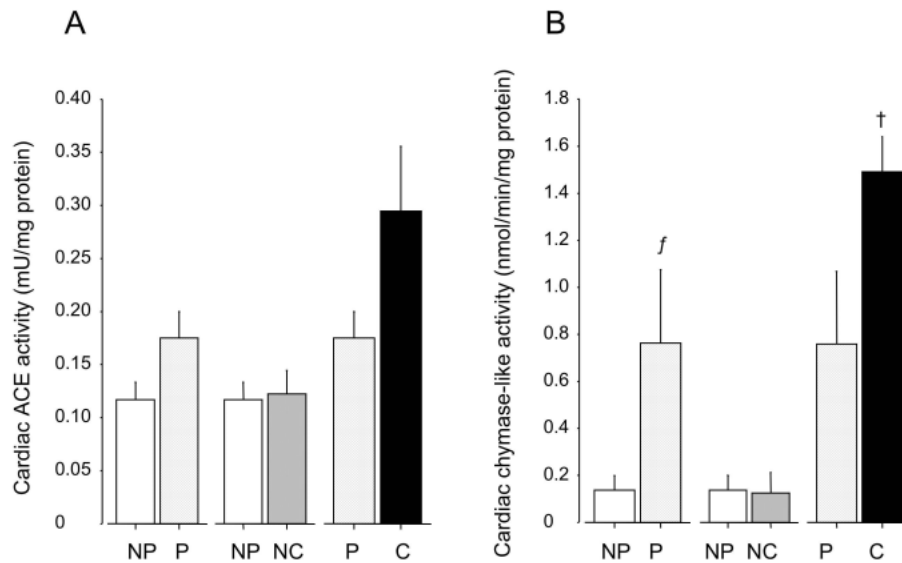 A
Cardiac ACE activity (mU/mg protein)
0.40
0.35
0.30
0.25
0.20
0.15
0.10
0.05
0
NP P NP NC P C
B
Cardiac chymase-like activity (nmol/min/mg protein)
1.8
1.6
1.4
1.2
1.0
0.8
0.6
0.4
0.2
0
ƒ
†
NP P NP NC P C